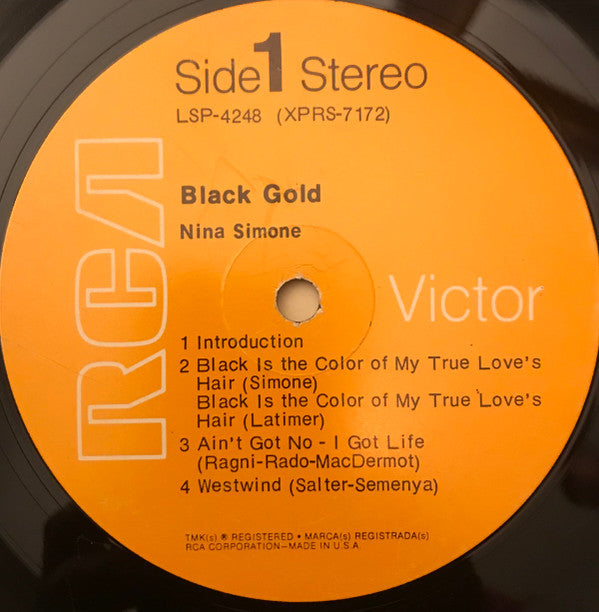 Side 1 Stereo
LSP-4248 (XPRS-7172)
RCA
Black Gold
Nina Simone
Victor
1 Introduction
2 Black Is the Color of My True Love's
Hair (Simone)
Black Is the Color of My True Love's
Hair (Latimer)
3 Ain't Got No - I Got Life
(Ragni-Rado-MacDermot)
4 Westwind (Salter-Semenya)
TMK(s) ® REGISTERED • MARCA(s) REGISTRADA(s)
RCA CORPORATION—MADE IN U.S.A.